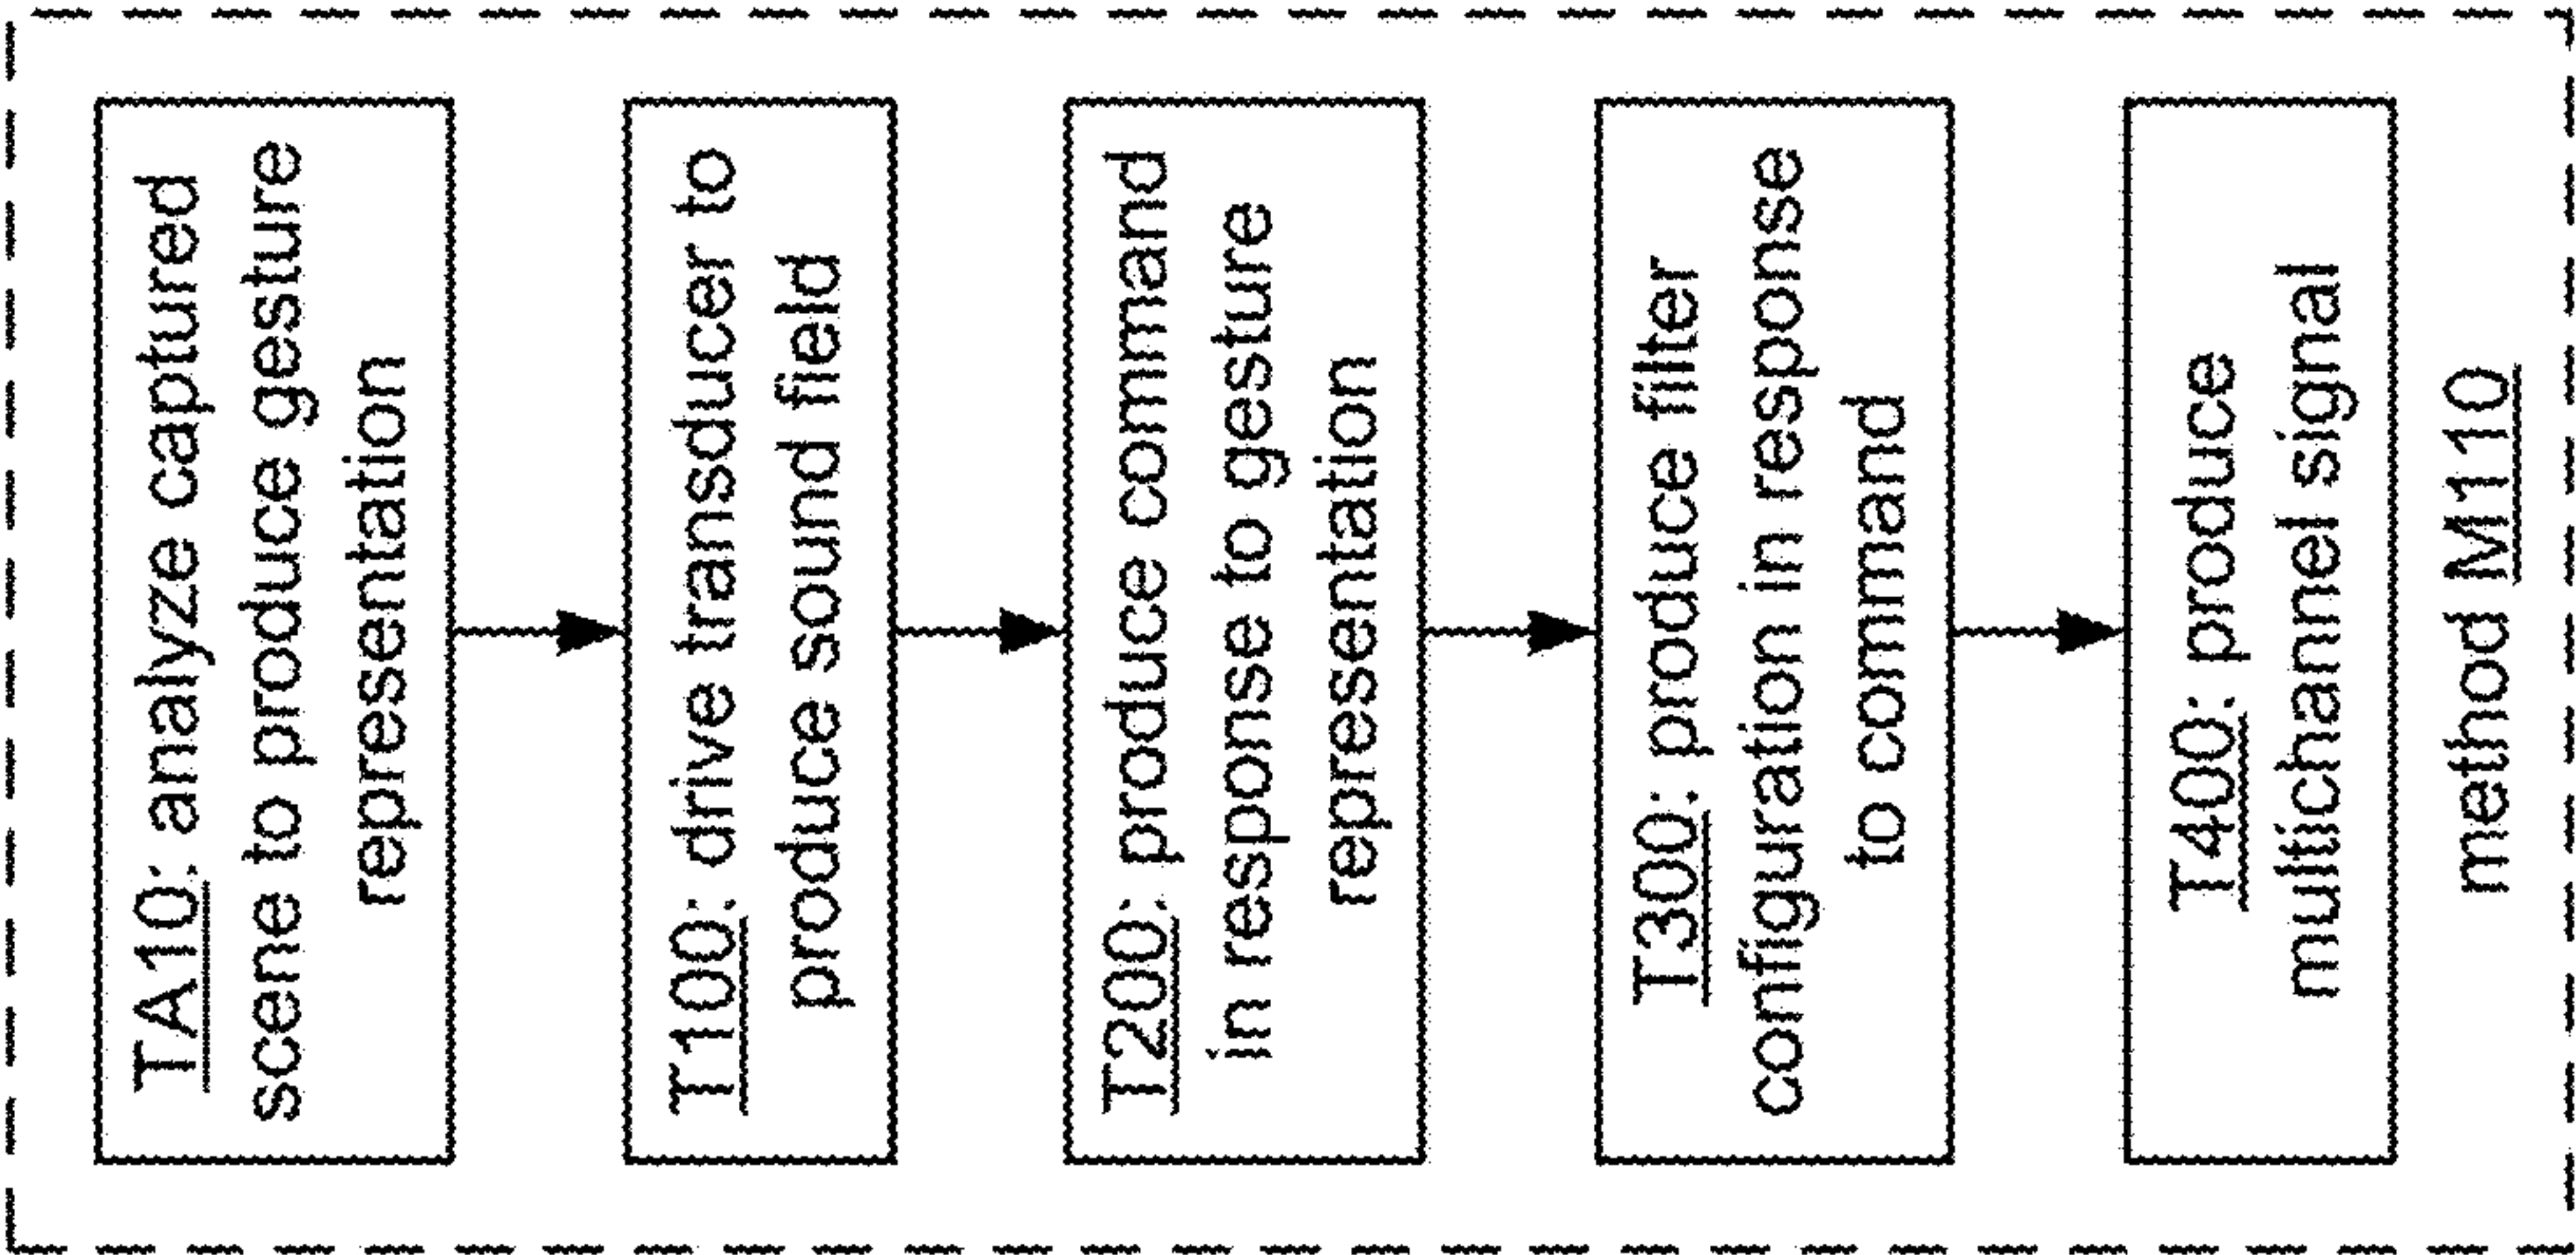 TA10: analyze captured
scene to produce gesture
representation
T100: drive transducer to
produce sound field
T200: produce command
in response to gesture
representation
T300: produce filter
configuration in response
to command
T400: produce
multichannel signal
method M110